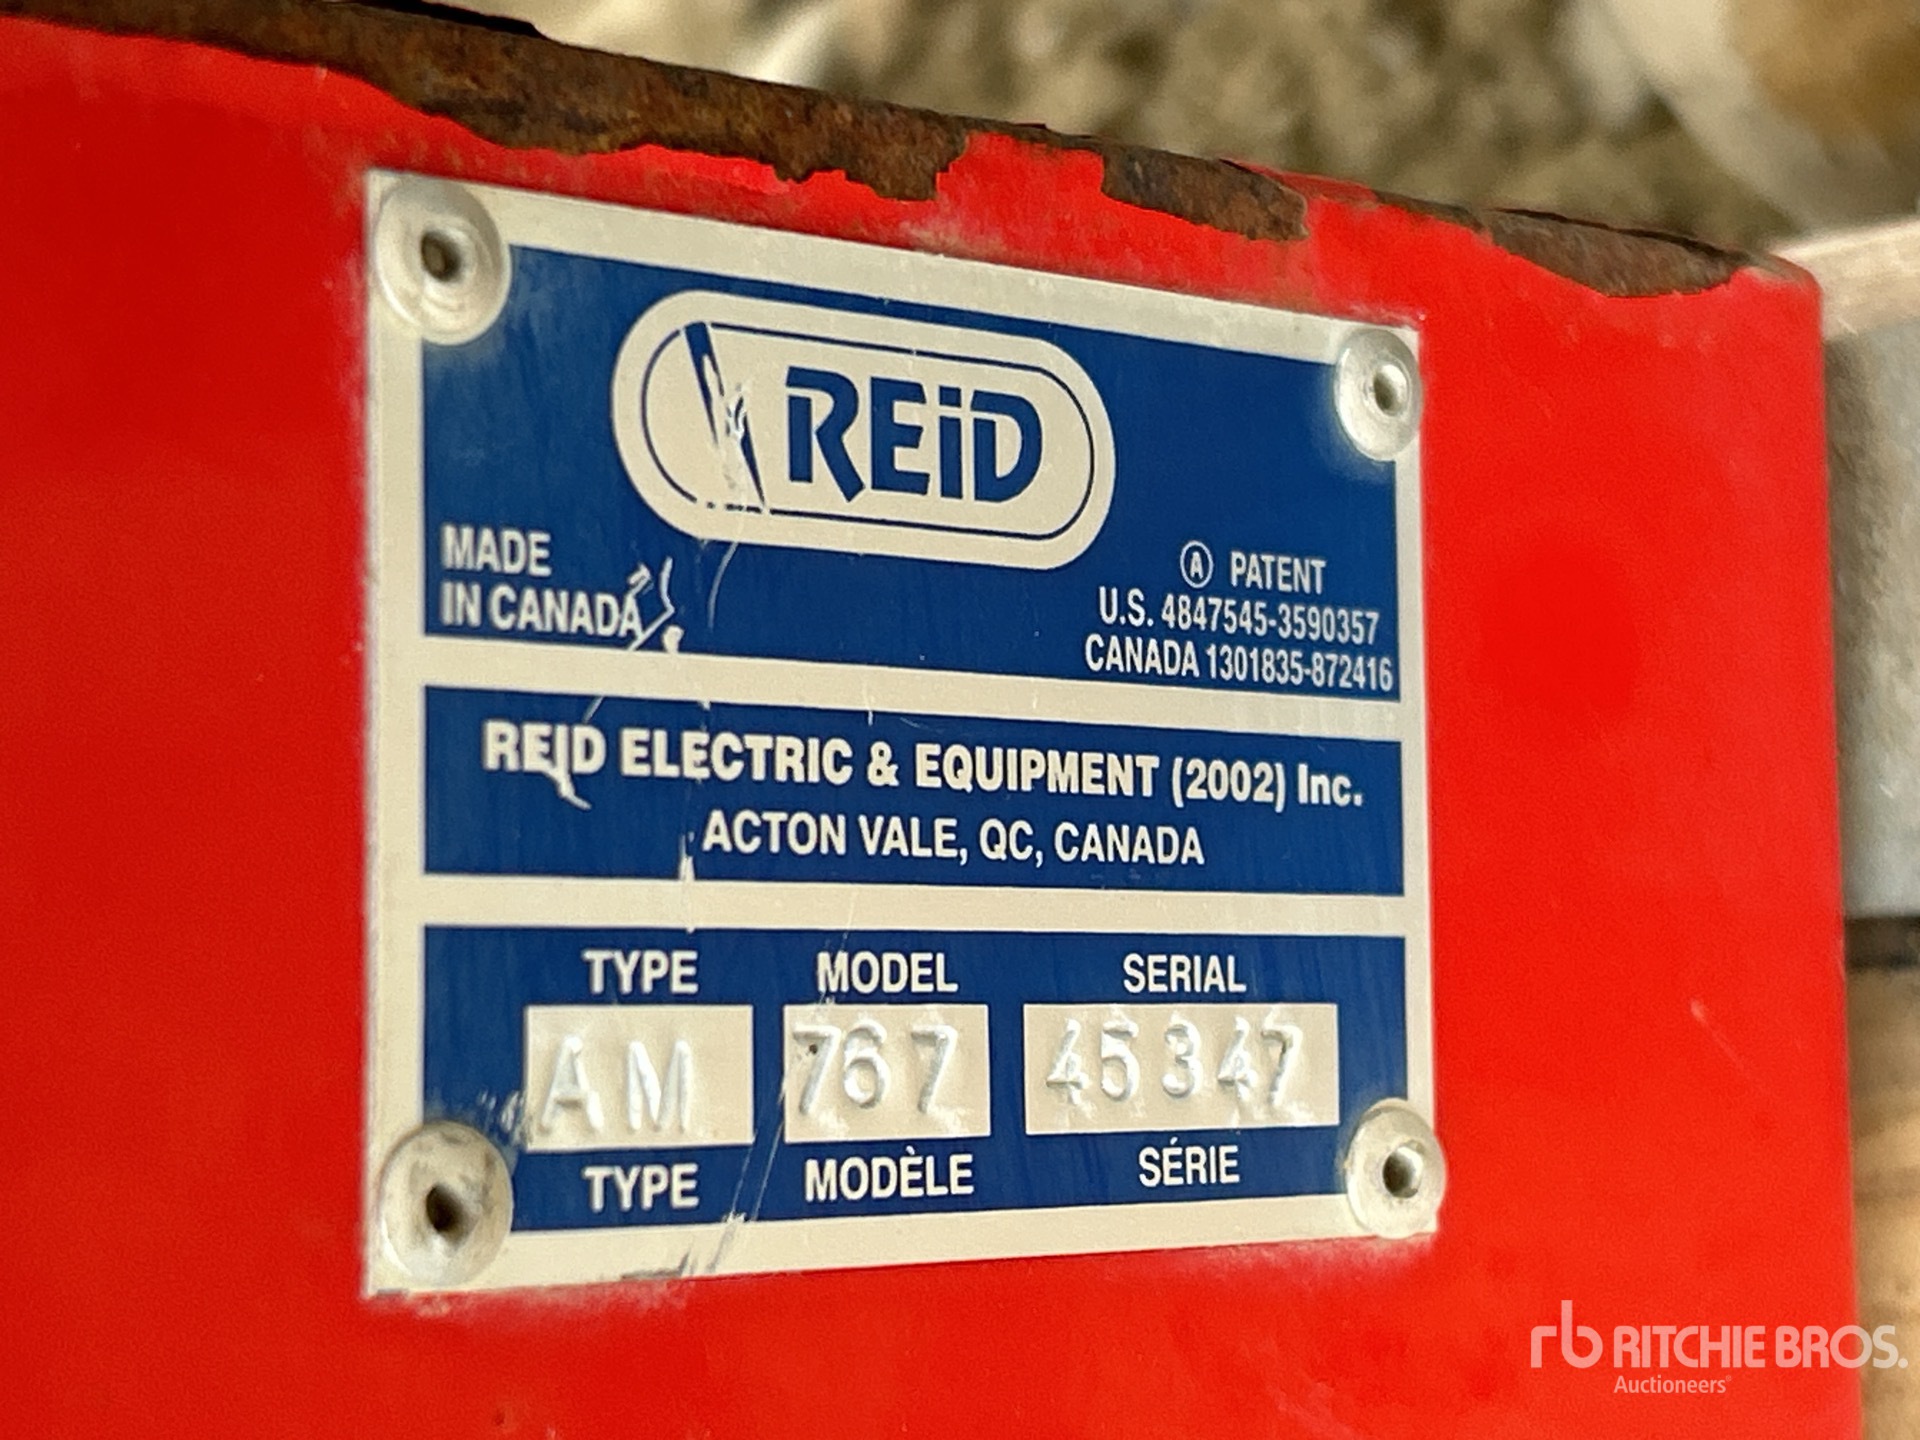 REiD
MADE
IN CANADA
Ⓐ PATENT
U.S. 4847545-3590357
CANADA 1301835-872416
REID ELECTRIC & EQUIPMENT (2002) Inc.
ACTON VALE, QC, CANADA
TYPE MODEL SERIAL
AM 767 45347
TYPE MODÈLE SÉRIE
rb RITCHIE BROS.
Auctioneers